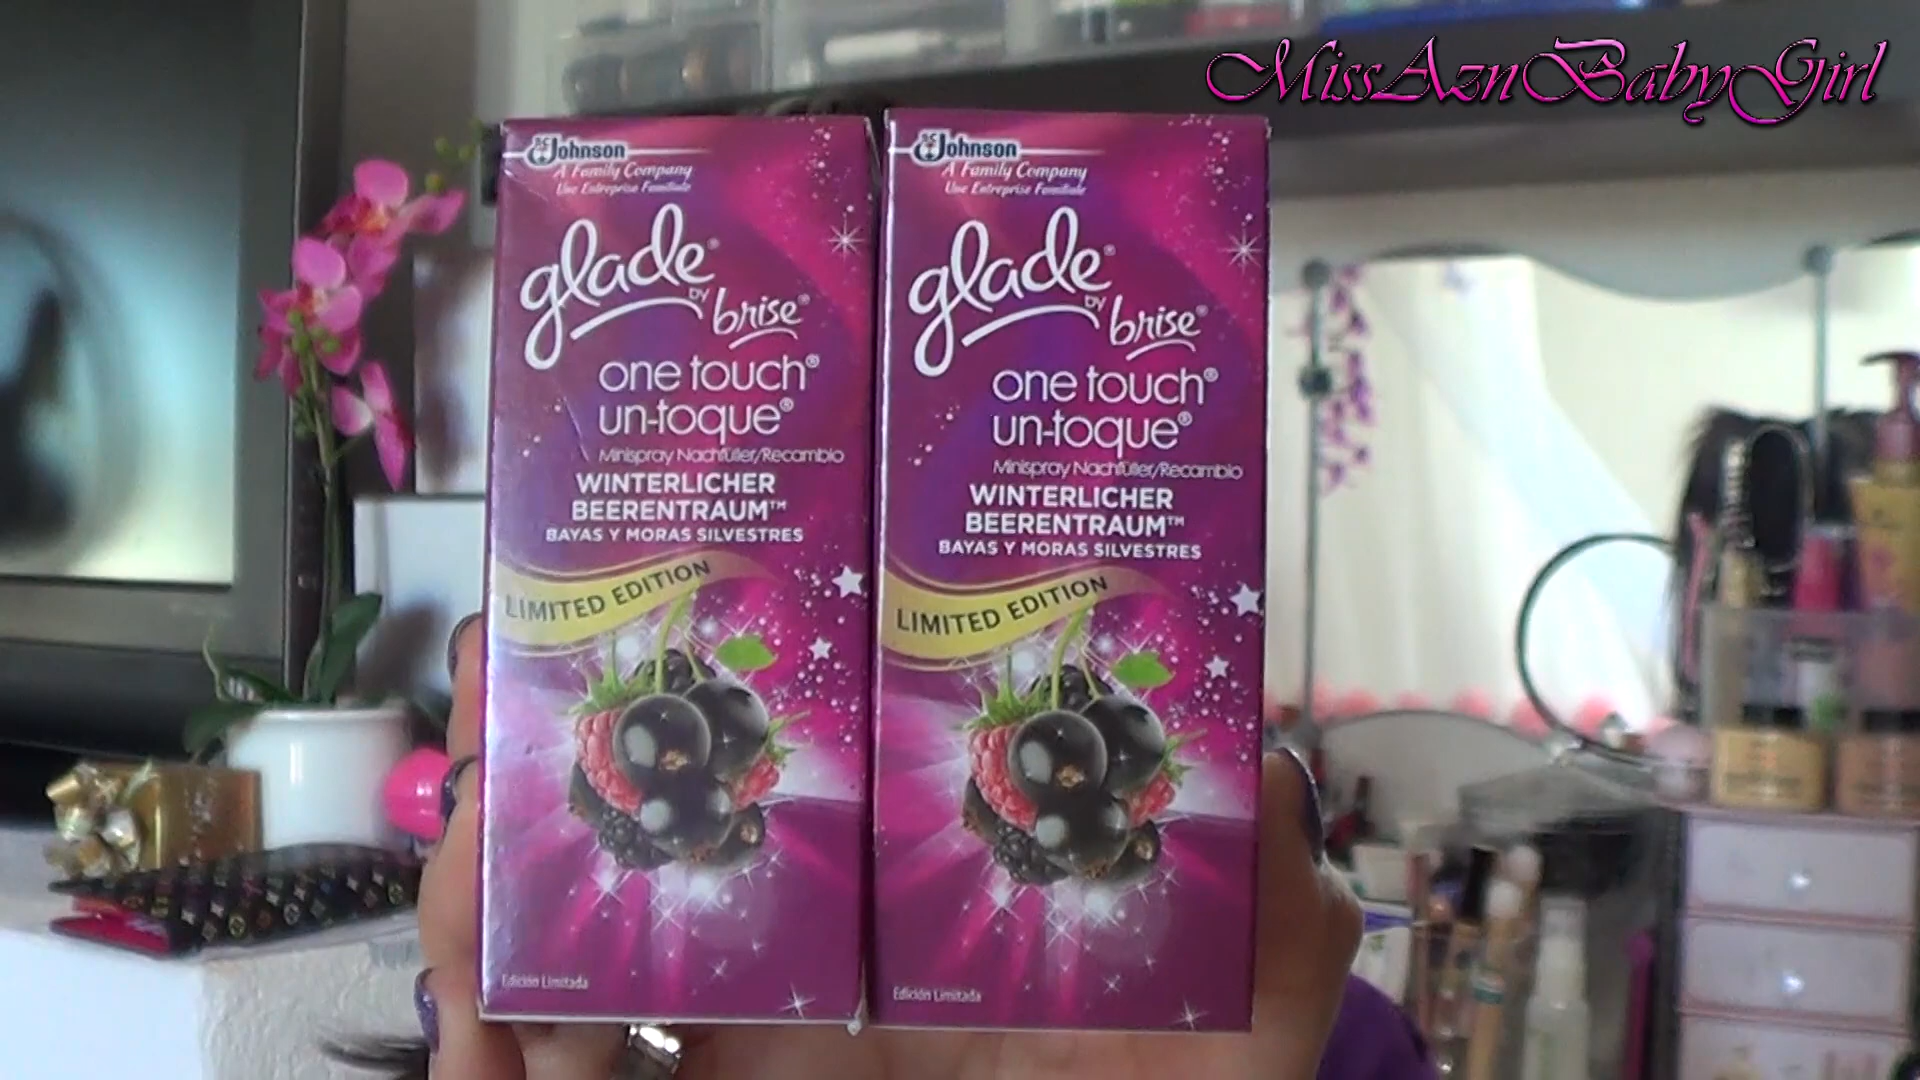 MissAznBabyGirl
SC Johnson
A Family Company
Une Entreprise Familiale
glade®
by brise®
one touch®
un-toque®
Minispray Nachfüller/Recambio
WINTERLICHER
BEERENTRAUM™
BAYAS Y MORAS SILVESTRES
LIMITED EDITION
Edición Limitada
SC Johnson
A Family Company
Une Entreprise Familiale
glade®
by brise®
one touch®
un-toque®
Minispray Nachfüller/Recambio
WINTERLICHER
BEERENTRAUM™
BAYAS Y MORAS SILVESTRES
LIMITED EDITION
Edición Limitada